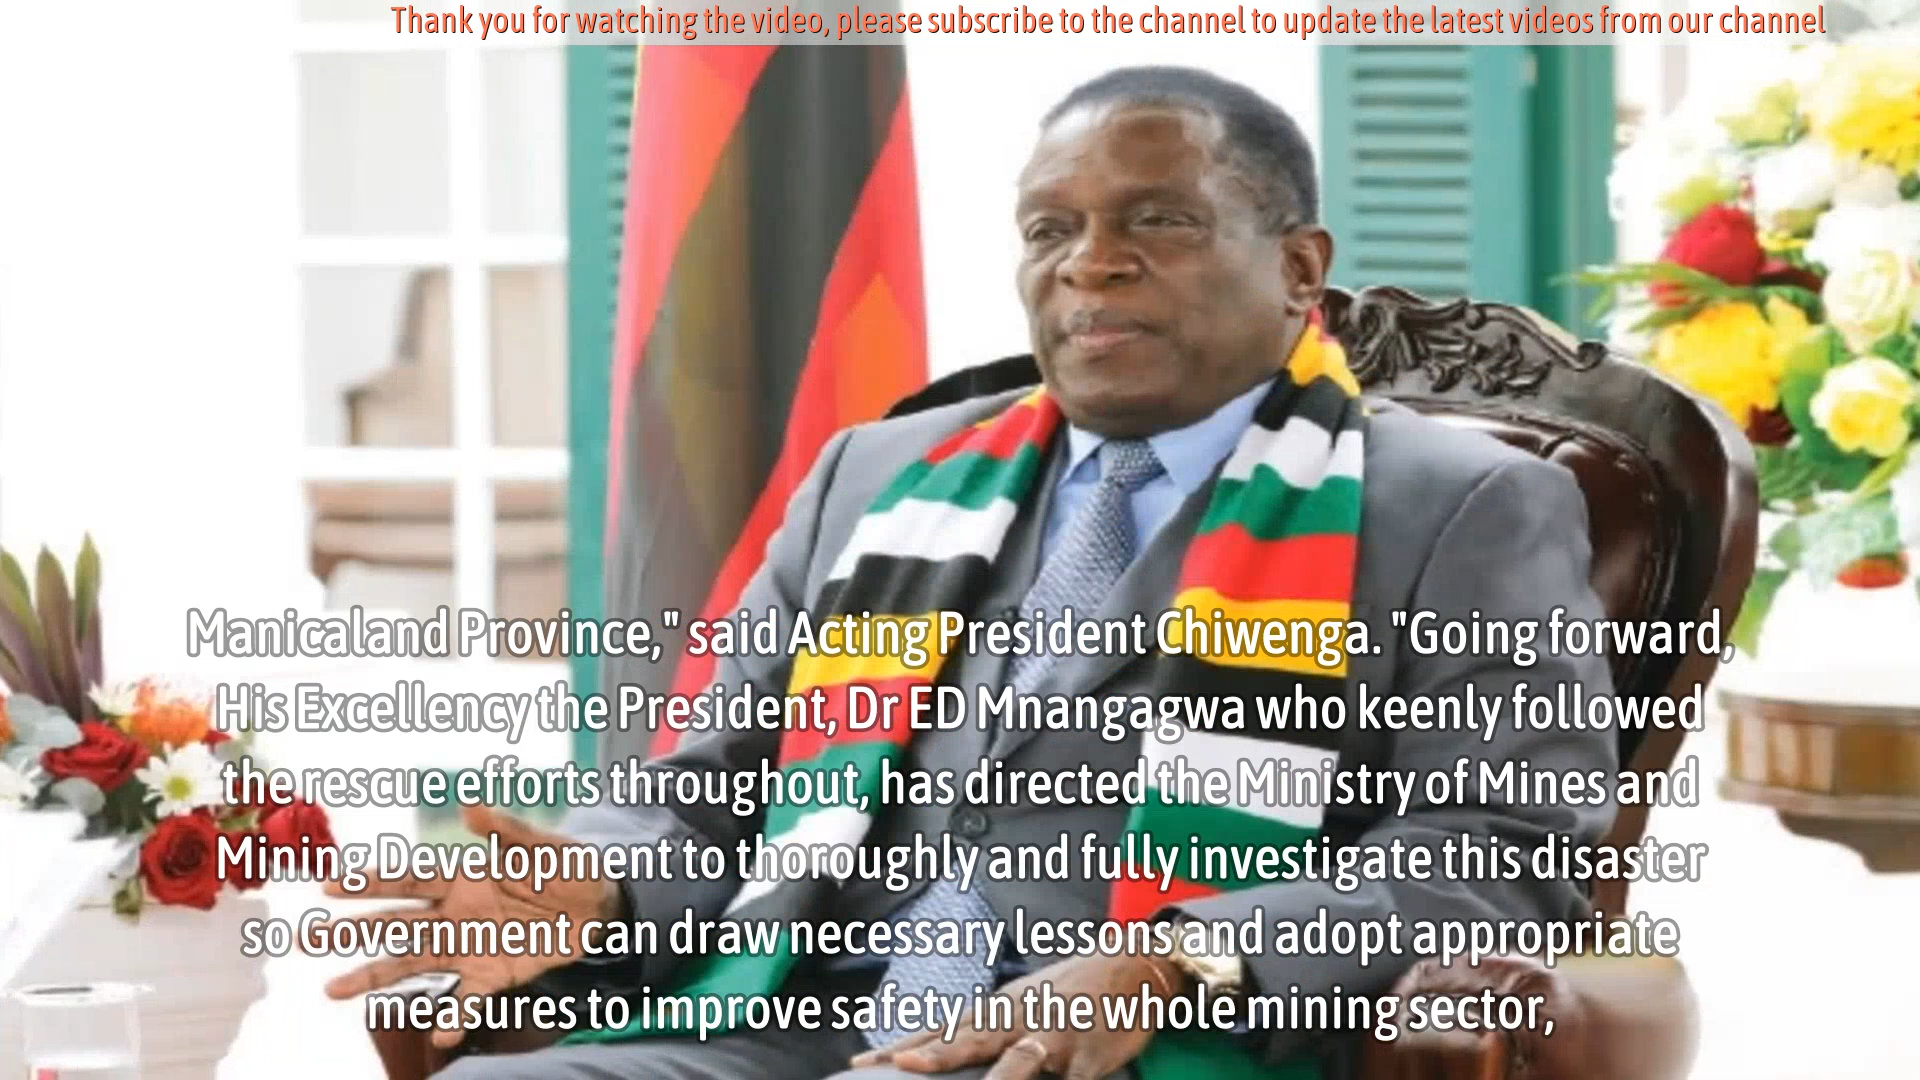 Thank you for watching the video, please subscribe to the channel to update the latest videos from our channel
Manicaland Province," said Acting President Chiwenga. "Going forward,
His Excellency the President, Dr ED Mnangagwa who keenly followed
the rescue efforts throughout, has directed the Ministry of Mines and
Mining Development to thoroughly and fully investigate this disaster
so Government can draw necessary lessons and adopt appropriate
measures to improve safety in the whole mining sector,